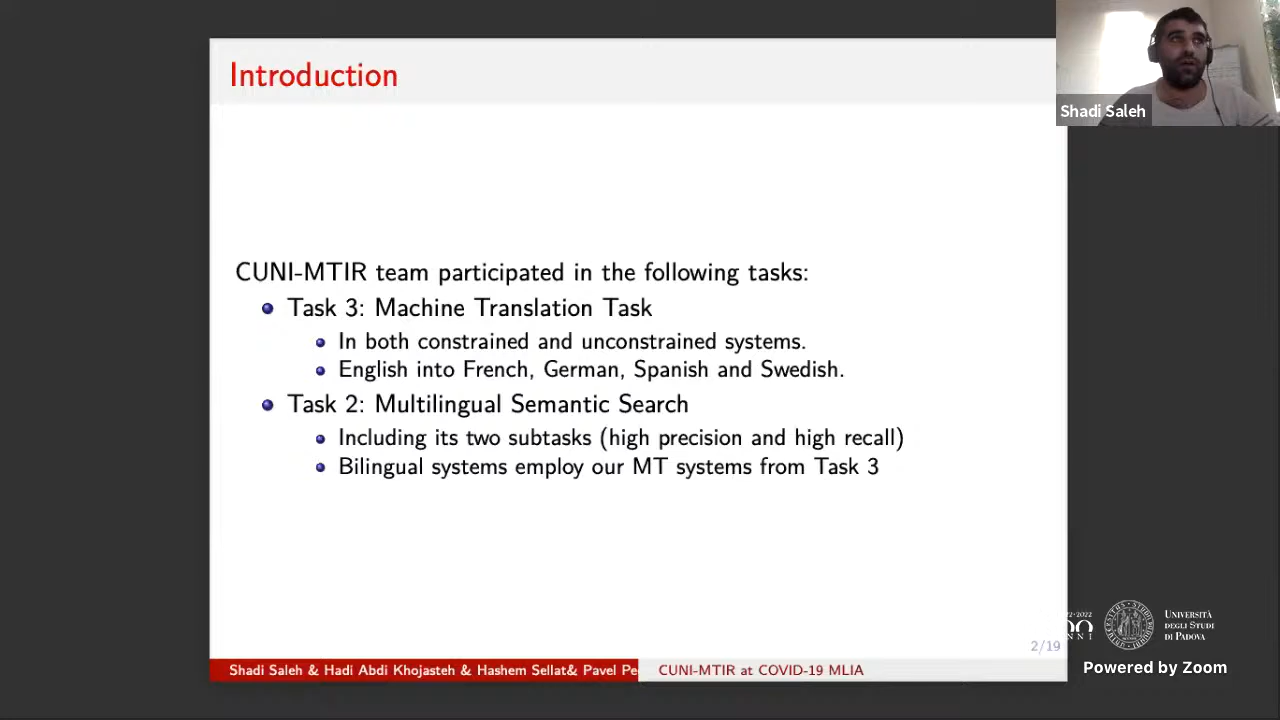 Introduction
Shadi Saleh
CUNI-MTIR team participated in the following tasks:
Task 3: Machine Translation Task
In both constrained and unconstrained systems.
English into French, German, Spanish and Swedish.
Task 2: Multilingual Semantic Search
Including its two subtasks (high precision and high recall)
Bilingual systems employ our MT systems from Task 3
UNIVERSITÀ
DEGLI STUDI
DI PADOVA
2/19
Powered by Zoom
Shadi Saleh & Hadi Abdi Khojasteh & Hashem Sellat& Pavel Pe
CUNI-MTIR at COVID-19 MLIA